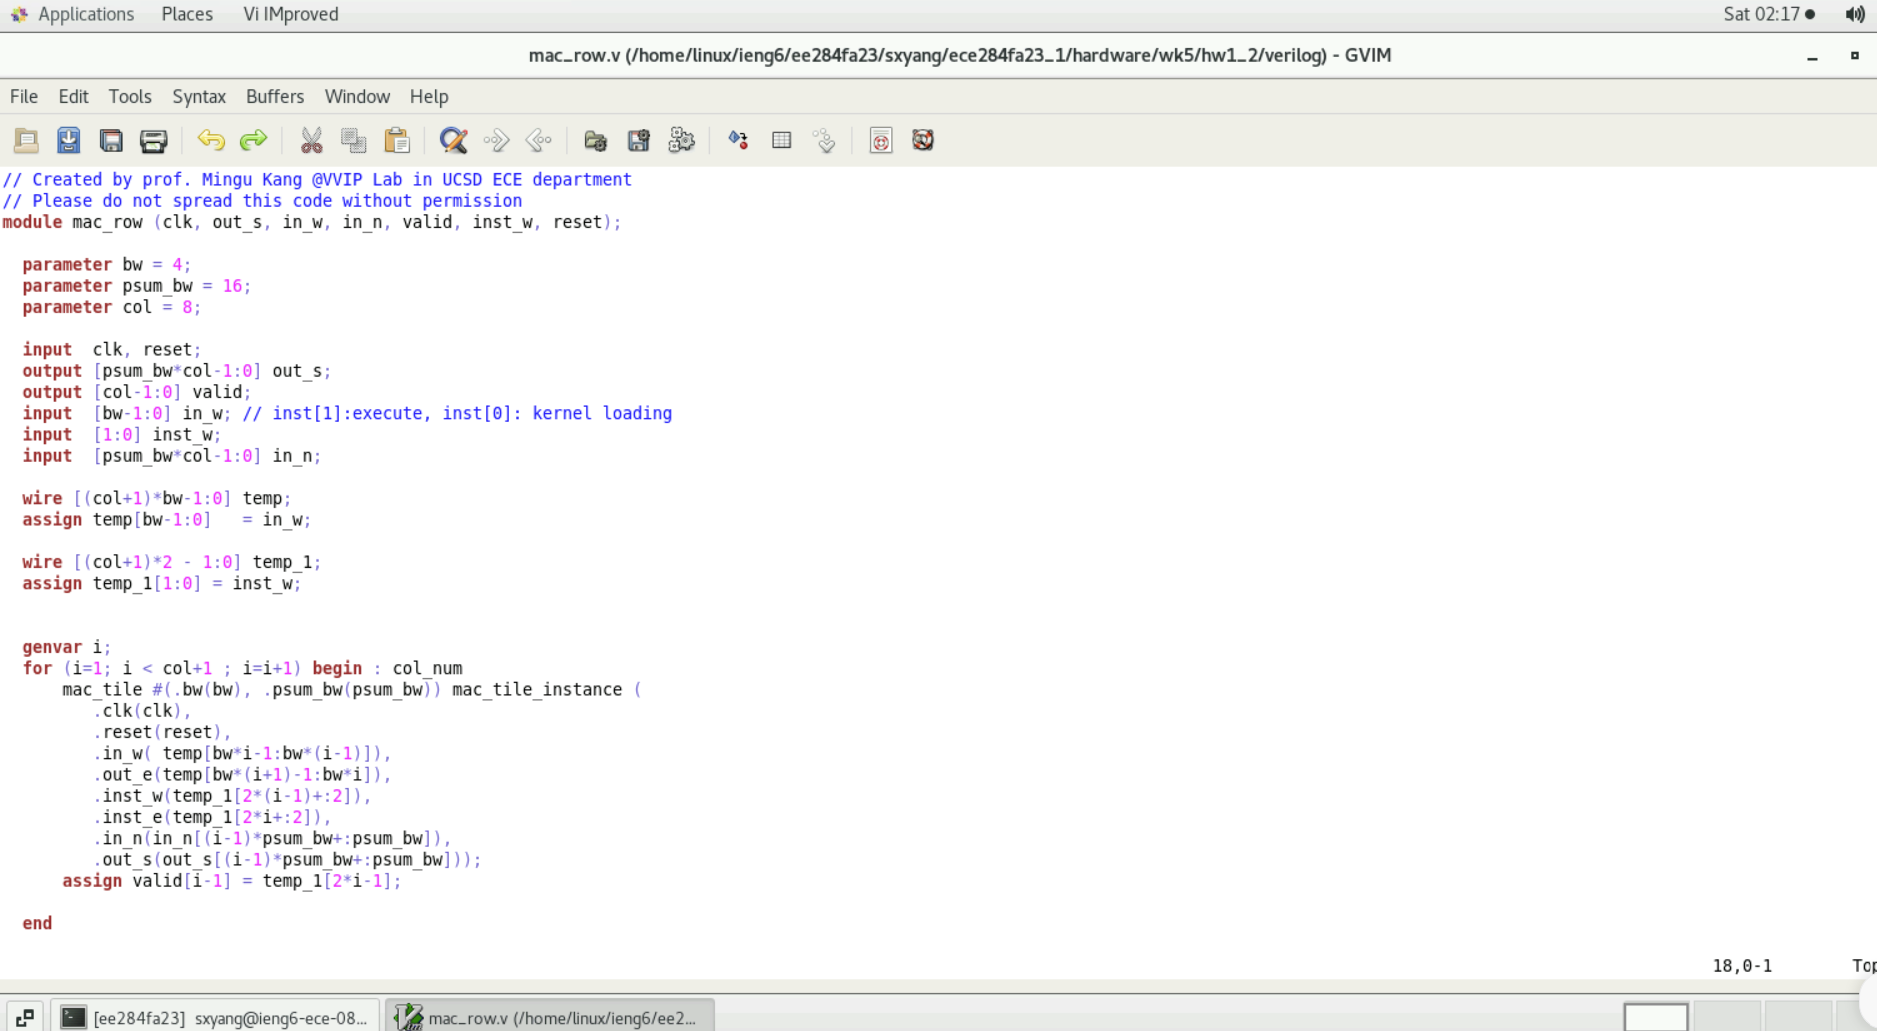 Applications Places Vi IMproved Sat 02:17
mac_row.v (/home/linux/ieng6/ee284fa23/sxyang/ece284fa23_1/hardware/wk5/hw1_2/verilog) - GVIM
File Edit Tools Syntax Buffers Window Help
// Created by prof. Mingu Kang @VVIP Lab in UCSD ECE department
// Please do not spread this code without permission
module mac_row (clk, out_s, in_w, in_n, valid, inst_w, reset);
parameter bw = 4;
parameter psum_bw = 16;
parameter col = 8;
input  clk, reset;
output [psum_bw*col-1:0] out_s;
output [col-1:0] valid;
input  [bw-1:0] in_w; // inst[1]:execute, inst[0]: kernel loading
input  [1:0] inst_w;
input  [psum_bw*col-1:0] in_n;
wire [(col+1)*bw-1:0] temp;
assign temp[bw-1:0]   = in_w;
wire [(col+1)*2 - 1:0] temp_1;
assign temp_1[1:0] = inst_w;
genvar i;
for (i=1; i < col+1 ; i=i+1) begin : col_num
mac_tile #(.bw(bw), .psum_bw(psum_bw)) mac_tile_instance (
.clk(clk),
.reset(reset),
.in_w( temp[bw*i-1:bw*(i-1)]),
.out_e(temp[bw*(i+1)-1:bw*i]),
.inst_w(temp_1[2*(i-1)+:2]),
.inst_e(temp_1[2*i+:2]),
.in_n(in_n[(i-1)*psum_bw+:psum_bw]),
.out_s(out_s[(i-1)*psum_bw+:psum_bw]));
assign valid[i-1] = temp_1[2*i-1];
end
18,0-1 Top
[ee284fa23] sxyang@ieng6-ece-08... mac_row.v (/home/linux/ieng6/ee2...